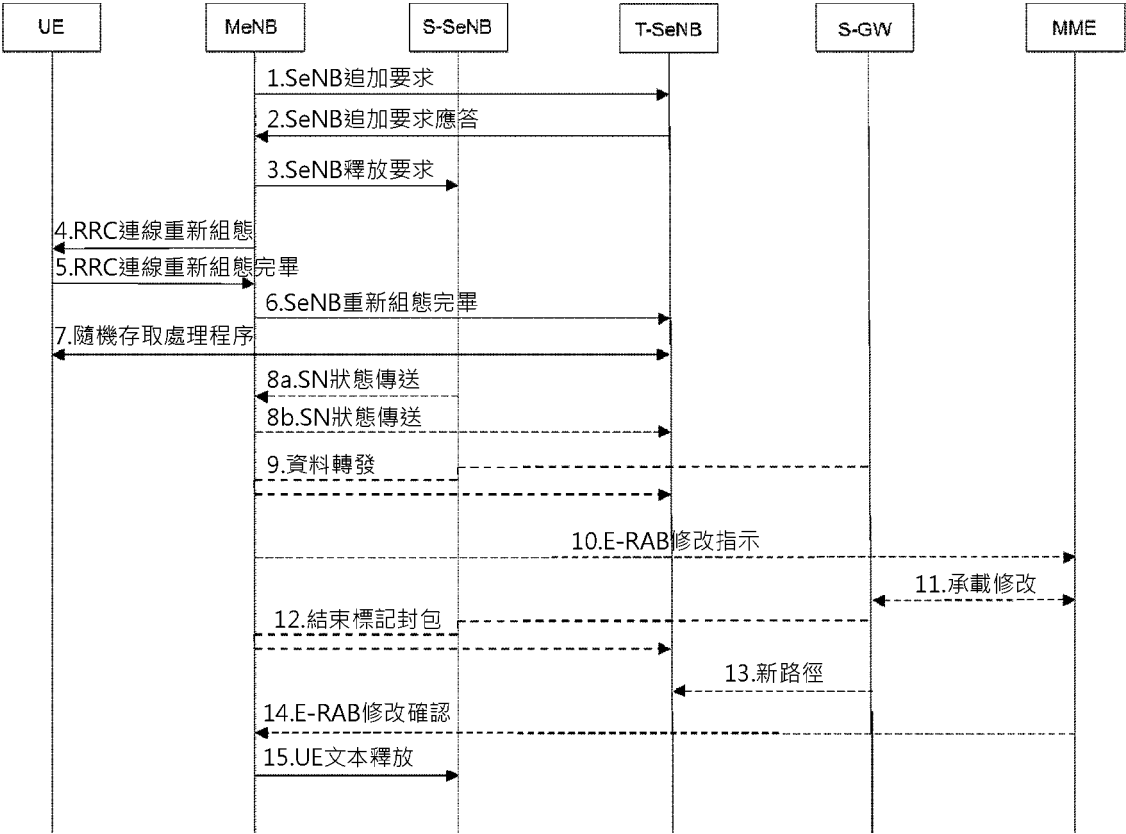 UE
MeNB
S-SeNB
T-SeNB
S-GW
MME
1.SeNB追加要求
2.SeNB追加要求應答
3.SeNB釋放要求
4.RRC連線重新組態
5.RRC連線重新組態完畢
6.SeNB重新組態完畢
7.隨機存取處理程序
8a.SN狀態傳送
8b.SN狀態傳送
9.資料轉發
10.E-RAB修改指示
11.承載修改
12.結束標記封包
13.新路徑
14.E-RAB修改確認
15.UE文本釋放